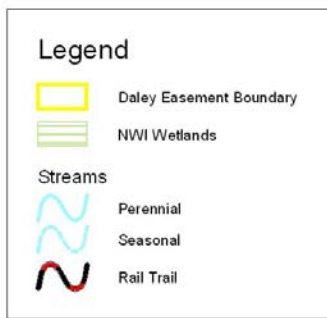 Legend
Daley Easement Boundary
NWI Wetlands
Streams
Perennial
Seasonal
Rail Trail